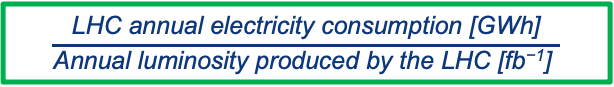 LHC annual electricity consumption [GWh]
Annual luminosity produced by the LHC [fb⁻¹]